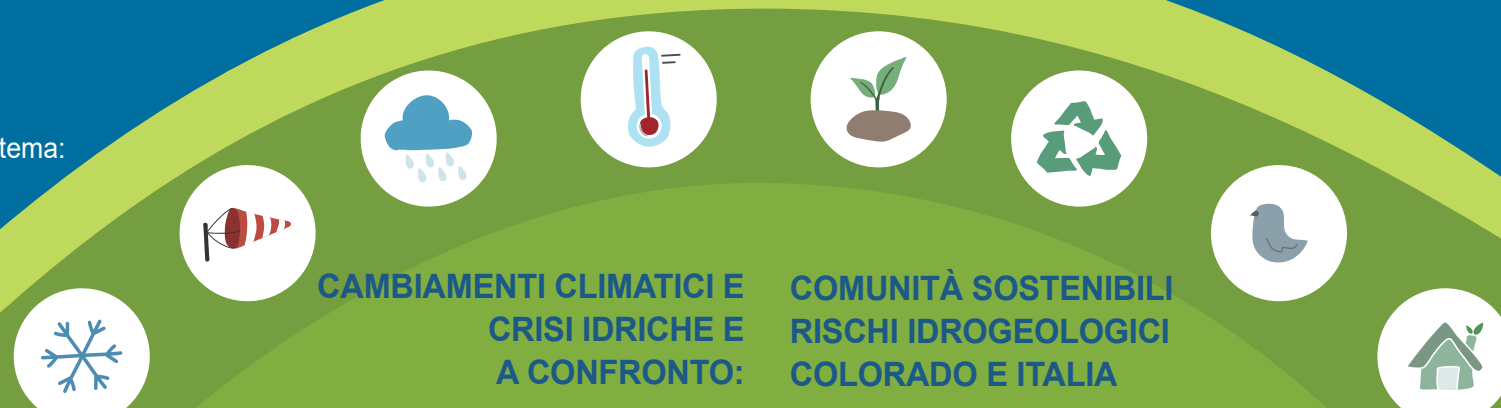 tema:
CAMBIAMENTI CLIMATICI E COMUNITÀ SOSTENIBILI
CRISI IDRICHE E RISCHI IDROGEOLOGICI
A CONFRONTO: COLORADO E ITALIA